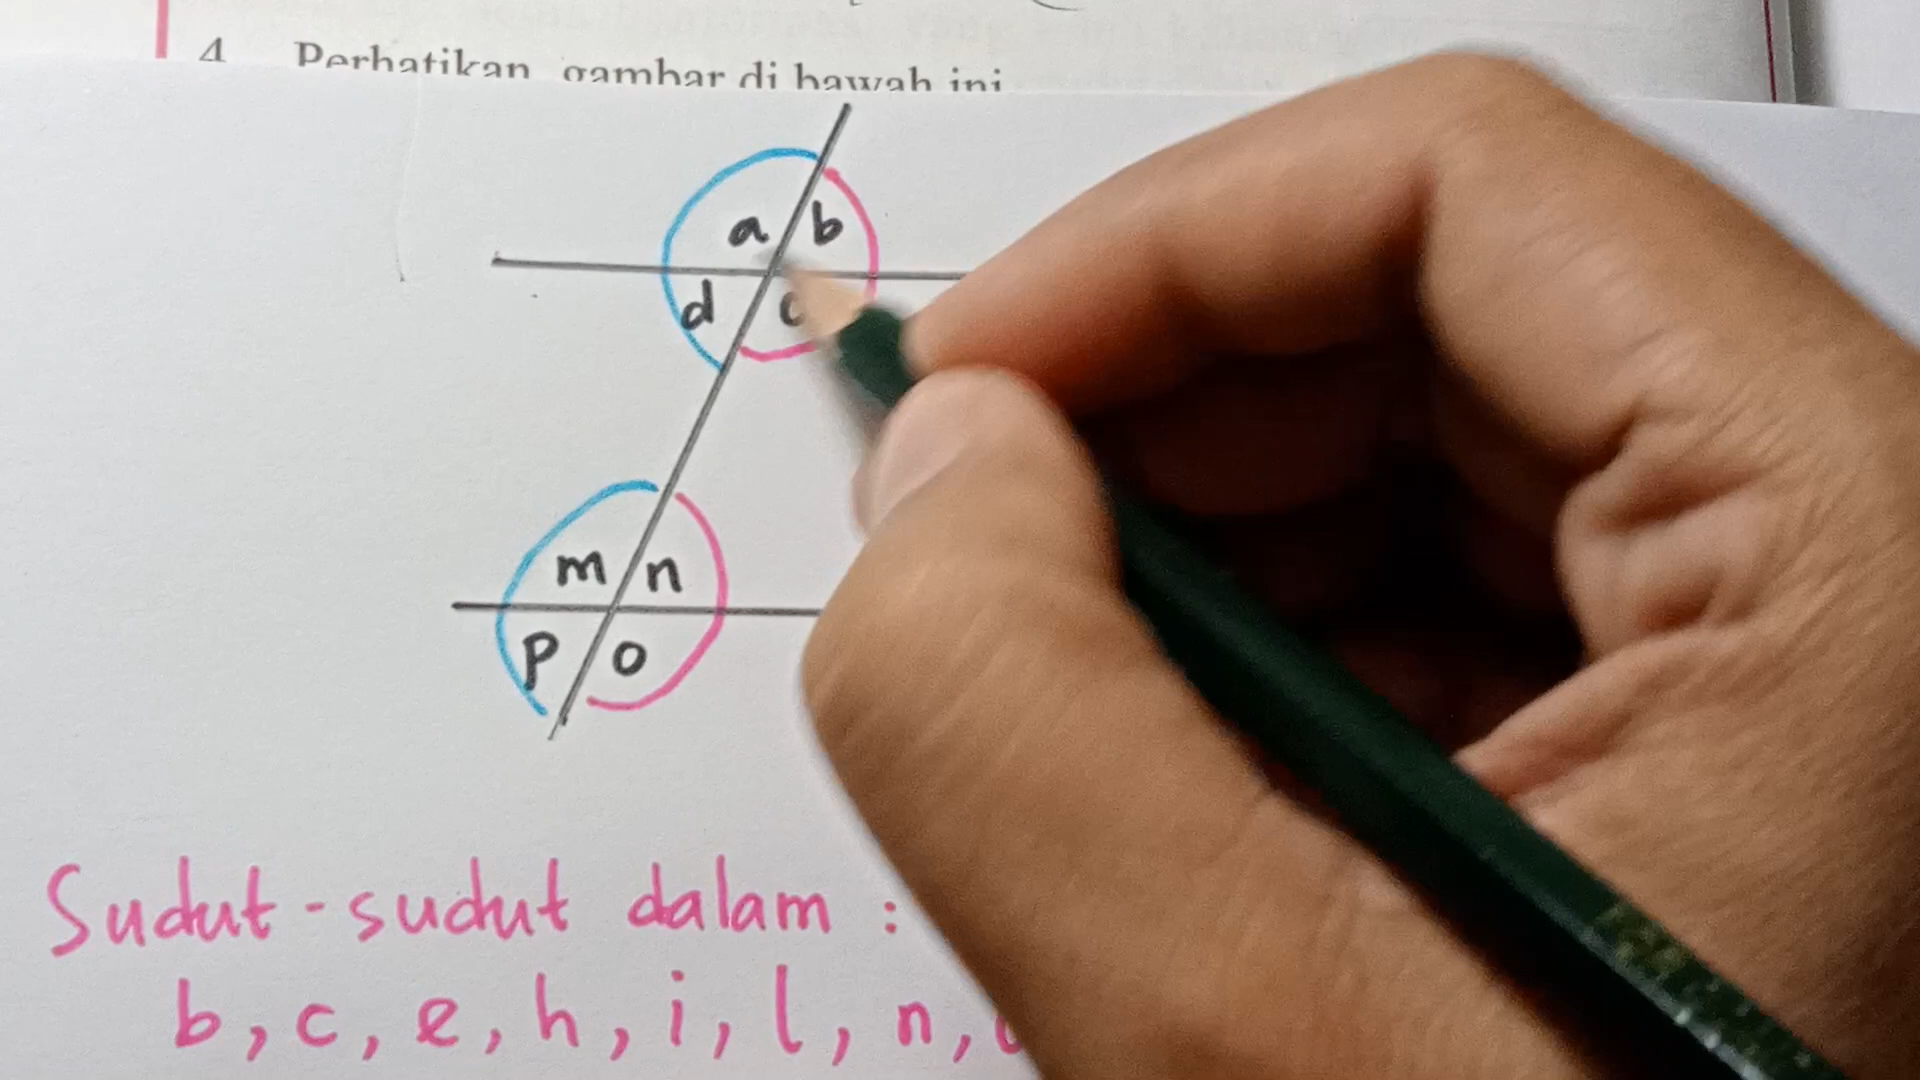 4 Perhatikan gambar di bawah ini
a b
d c
m n
p o
Sudut-sudut dalam :
b, c, e, h, i, l, n,